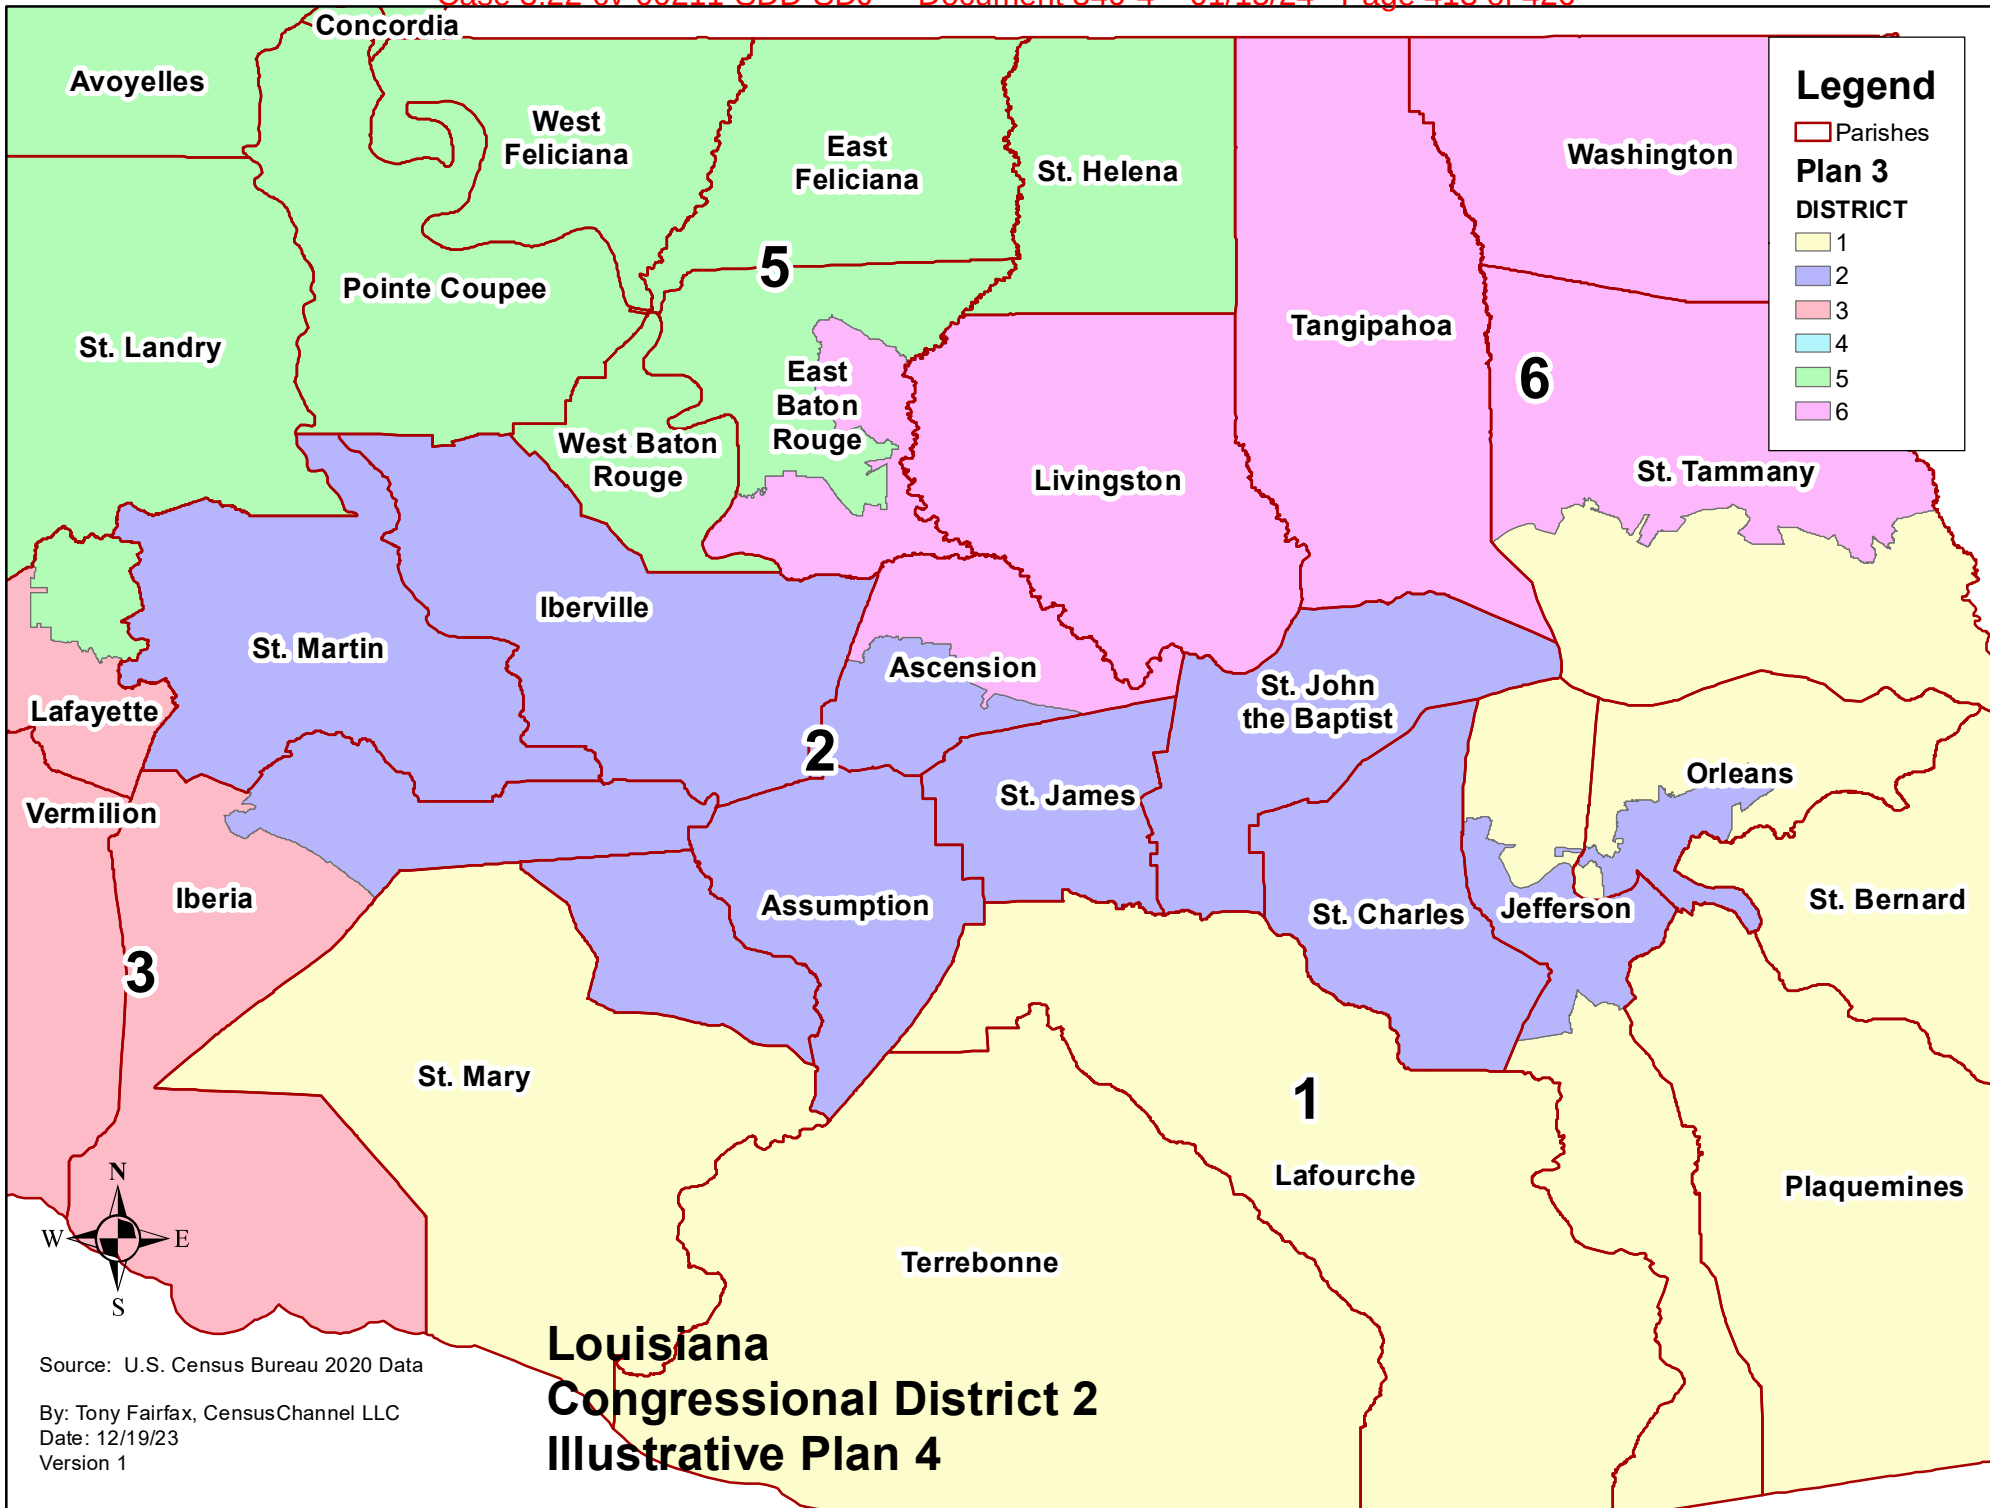 Concordia
Avoyelles
West
Feliciana
East
Feliciana
St. Helena
Washington
Legend
Parishes
Plan 3
DISTRICT
1
2
3
4
5
6
5
Pointe Coupee
St. Landry
Tangipahoa
6
East
Baton
Rouge
West Baton
Rouge
Livingston
St. Tammany
Iberville
St. Martin
Ascension
St. John
the Baptist
Lafayette
2
Orleans
St. James
Vermilion
Iberia
Assumption
St. Charles
Jefferson
St. Bernard
3
St. Mary
1
Lafourche
Plaquemines
N
W
E
S
Terrebonne
Source: U.S. Census Bureau 2020 Data
By: Tony Fairfax, CensusChannel LLC
Date: 12/19/23
Version 1
Louisiana
Congressional District 2
Illustrative Plan 4